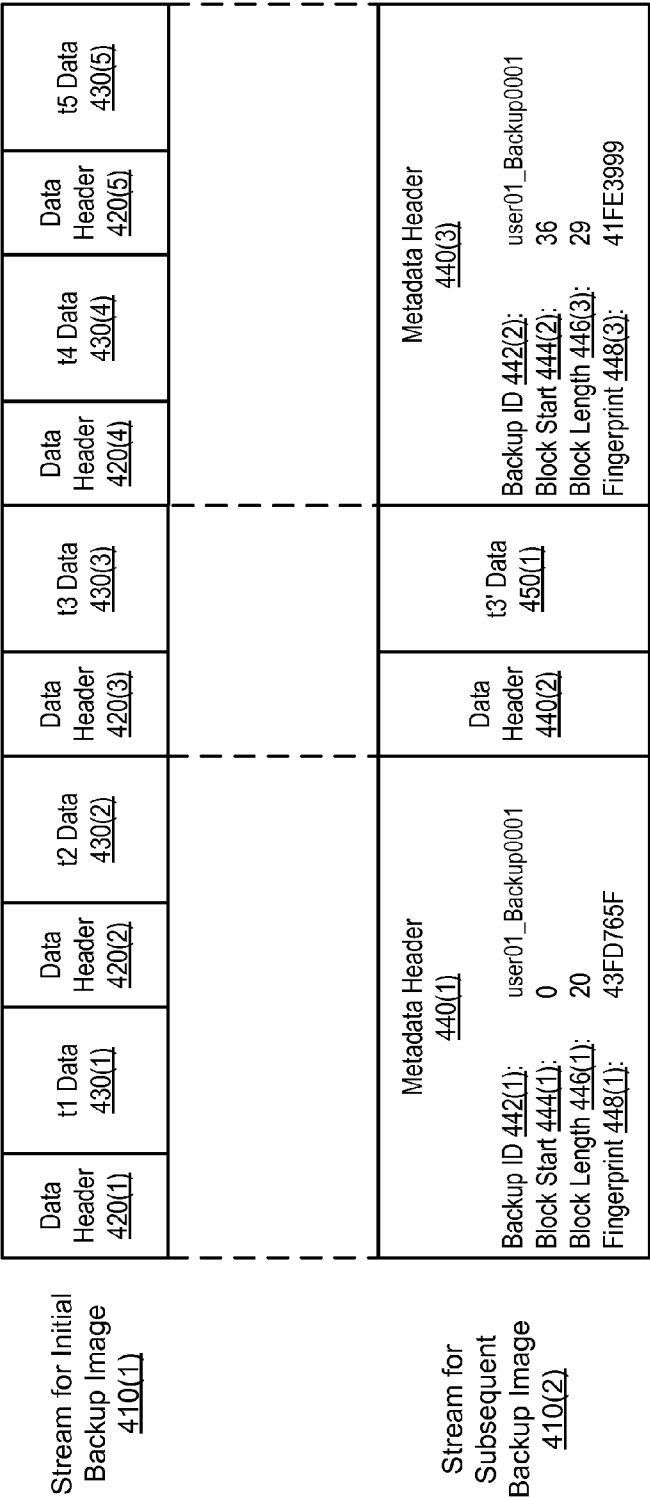 Stream for Initial
Backup Image
410(1)
Data
Header
420(1)
t1 Data
430(1)
Data
Header
420(2)
t2 Data
430(2)
Data
Header
420(3)
t3 Data
430(3)
Data
Header
420(4)
t4 Data
430(4)
Data
Header
420(5)
t5 Data
430(5)
Stream for
Subsequent
Backup Image
410(2)
Metadata Header
440(1)
Backup ID 442(1): user01_Backup0001
Block Start 444(1): 0
Block Length 446(1): 20
Fingerprint 448(1): 43FD765F
Data
Header
440(2)
t3' Data
450(1)
Metadata Header
440(3)
Backup ID 442(2): user01_Backup0001
Block Start 444(2): 36
Block Length 446(3): 29
Fingerprint 448(3): 41FE3999